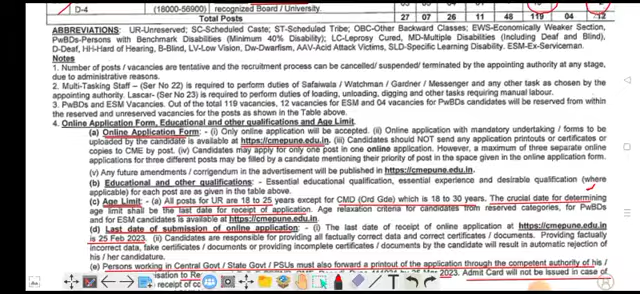 D-4 (18000-56900) recognized Board / University.
Total Posts 27 07 26 11 48 119 04 12
ABBREVIATIONS: UR-Unreserved; SC-Scheduled Caste; ST-Scheduled Tribe; OBC-Other Backward Classes; EWS-Economically Weaker Section,
PwBDs-Persons with Benchmark Disabilities (Minimum 40% Disability); LC-Leprosy Cured, MD-Multiple Disabilities (Including Deaf and Blind),
D-Deaf, HH-Hard of Hearing, B-Blind, LV-Low Vision, Dw-Dwarfism, AAV-Acid Attack Victims, SLD-Specific Learning Disability. ESM-Ex-Serviceman.
Notes
1. Number of posts / vacancies are tentative and the recruitment process can be cancelled/ suspended/ terminated by the appointing authority at any stage,
due to administrative reasons.
2. Multi-Tasking Staff – (Ser No 22) is required to perform duties of Safaiwala / Watchman / Gardner / Messenger and any other task as chosen by the
appointing authority. Lascar- (Ser No 23) is required to perform duties of loading, unloading, digging and other tasks requiring manual labour.
3. PwBDs and ESM Vacancies. Out of the total 119 vacancies, 12 vacancies for ESM and 04 vacancies for PwBDs candidates will be reserved from within
the reserved and unreserved vacancies for the posts as shown in the Table above.
4. Online Application Form, Educational and other qualifications and Age Limit.
(a) Online Application Form: - (i) Only online application will be accepted. (ii) Online application with mandatory undertaking / forms to be
uploaded by the candidate is available at https://cmepune.edu.in. (iii) Candidates should NOT send any application printouts of certificates or
copies to CME by post. (iv) Candidates may apply for only one post in one online application. However, a maximum of three separate online
applications for three different posts may be filled by a candidate mentioning their priority of post in the space given in the online application form.
(v) Any future amendments / corrigendum in the advertisement will be published in https://cmepune.edu.in.
(b) Educational and other qualifications: - Essential educational qualification, essential experience and desirable qualification (where
applicable) for each post are as given in the table above.
(c) Age Limit: - (a) All posts for UR are 18 to 25 years except for CMD (Ord Gde) which is 18 to 30 years. The crucial date for determining
age limit shall be the last date for receipt of application. Age relaxation criteria for candidates from reserved categories, for PwBDs
and for ESM candidates is available at https://cmepune.edu.in.
(d) Last date of submission of online application: - (i) The last date of receipt of online application at https://cmepune.edu.in
is 25 Feb 2023. (ii) Candidates are responsible for providing all factually correct data and correct certificates / documents. Providing factually
incorrect data, fake certificates / documents or providing incomplete certificates / documents by the candidate will result in automatic rejection of
his / her candidature.
(e) Persons working in Central Govt / State Govt / PSUs must also forward a printout of the application through the competent authority of his /
2023. Admit Card will not be issued in case of
receipt of